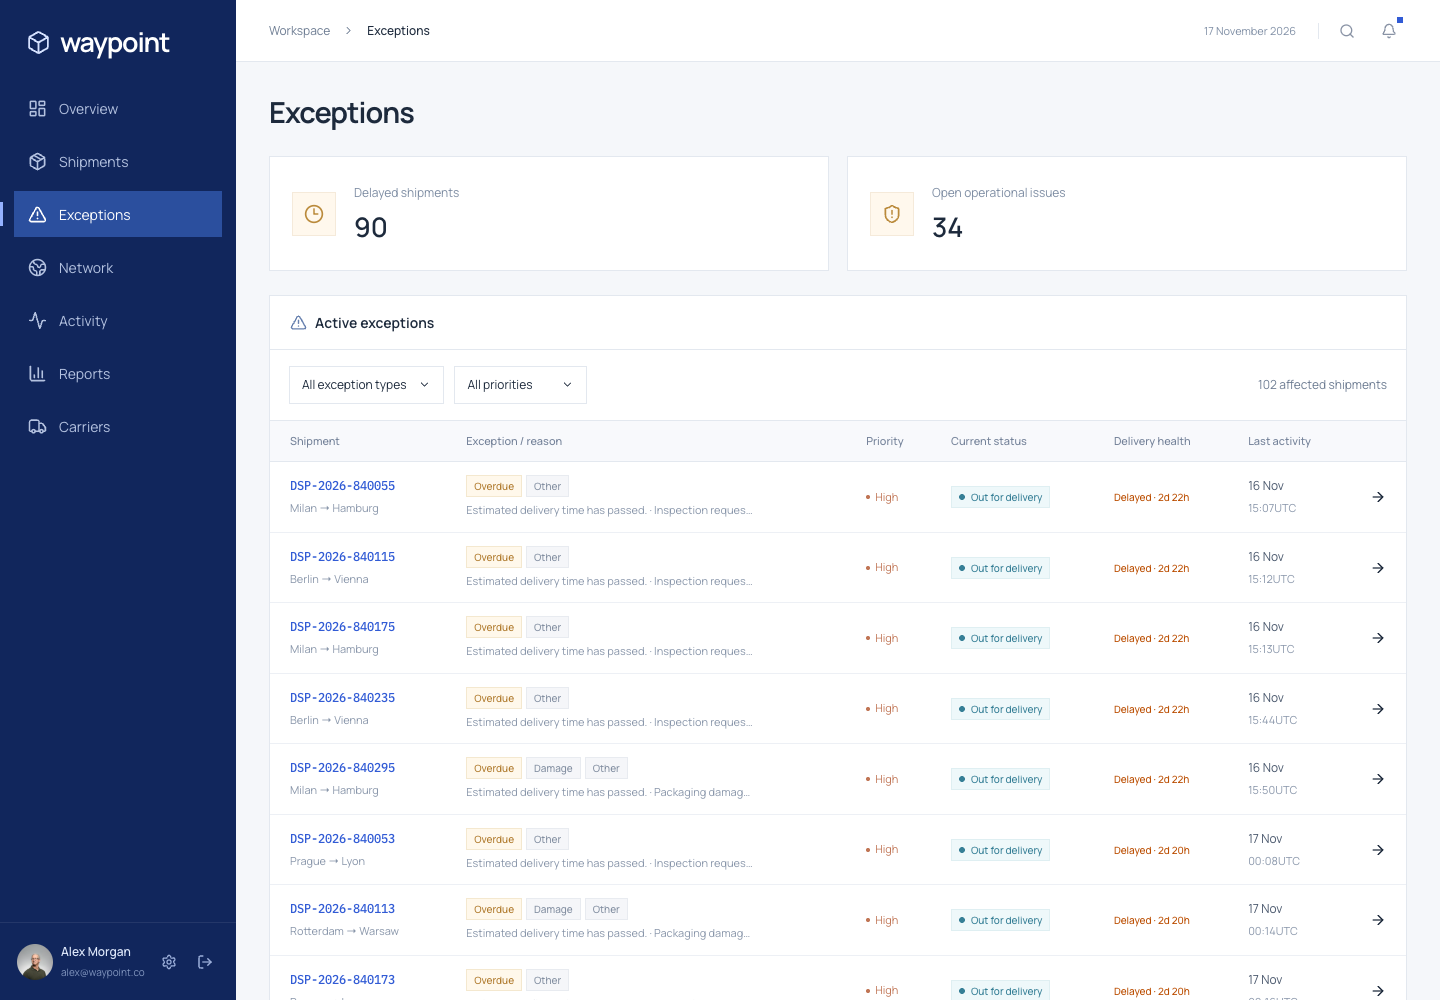 waypoint
Overview
Shipments
Exceptions
Network
Activity
Reports
Carriers
Alex Morgan
alex@waypoint.co
Workspace > Exceptions
17 November 2026
Exceptions
Delayed shipments
90
Open operational issues
34
Active exceptions
All exception types
All priorities
102 affected shipments
Shipment Exception / reason Priority Current status Delivery health Last activity
DSP-2026-840055 Overdue Other High Out for delivery Delayed · 2d 22h 16 Nov
Milan → Hamburg Estimated delivery time has passed. · Inspection reques... 15:07UTC
DSP-2026-840115 Overdue Other High Out for delivery Delayed · 2d 22h 16 Nov
Berlin → Vienna Estimated delivery time has passed. · Inspection reques... 15:12UTC
DSP-2026-840175 Overdue Other High Out for delivery Delayed · 2d 22h 16 Nov
Milan → Hamburg Estimated delivery time has passed. · Inspection reques... 15:13UTC
DSP-2026-840235 Overdue Other High Out for delivery Delayed · 2d 22h 16 Nov
Berlin → Vienna Estimated delivery time has passed. · Inspection reques... 15:44UTC
DSP-2026-840295 Overdue Damage Other High Out for delivery Delayed · 2d 22h 16 Nov
Milan → Hamburg Estimated delivery time has passed. · Packaging damag... 15:50UTC
DSP-2026-840053 Overdue Other High Out for delivery Delayed · 2d 20h 17 Nov
Prague → Lyon Estimated delivery time has passed. · Inspection reques... 00:08UTC
DSP-2026-840113 Overdue Damage Other High Out for delivery Delayed · 2d 20h 17 Nov
Rotterdam → Warsaw Estimated delivery time has passed. · Packaging damag... 00:14UTC
DSP-2026-840173 Overdue Other High Out for delivery Delayed · 2d 20h 17 Nov